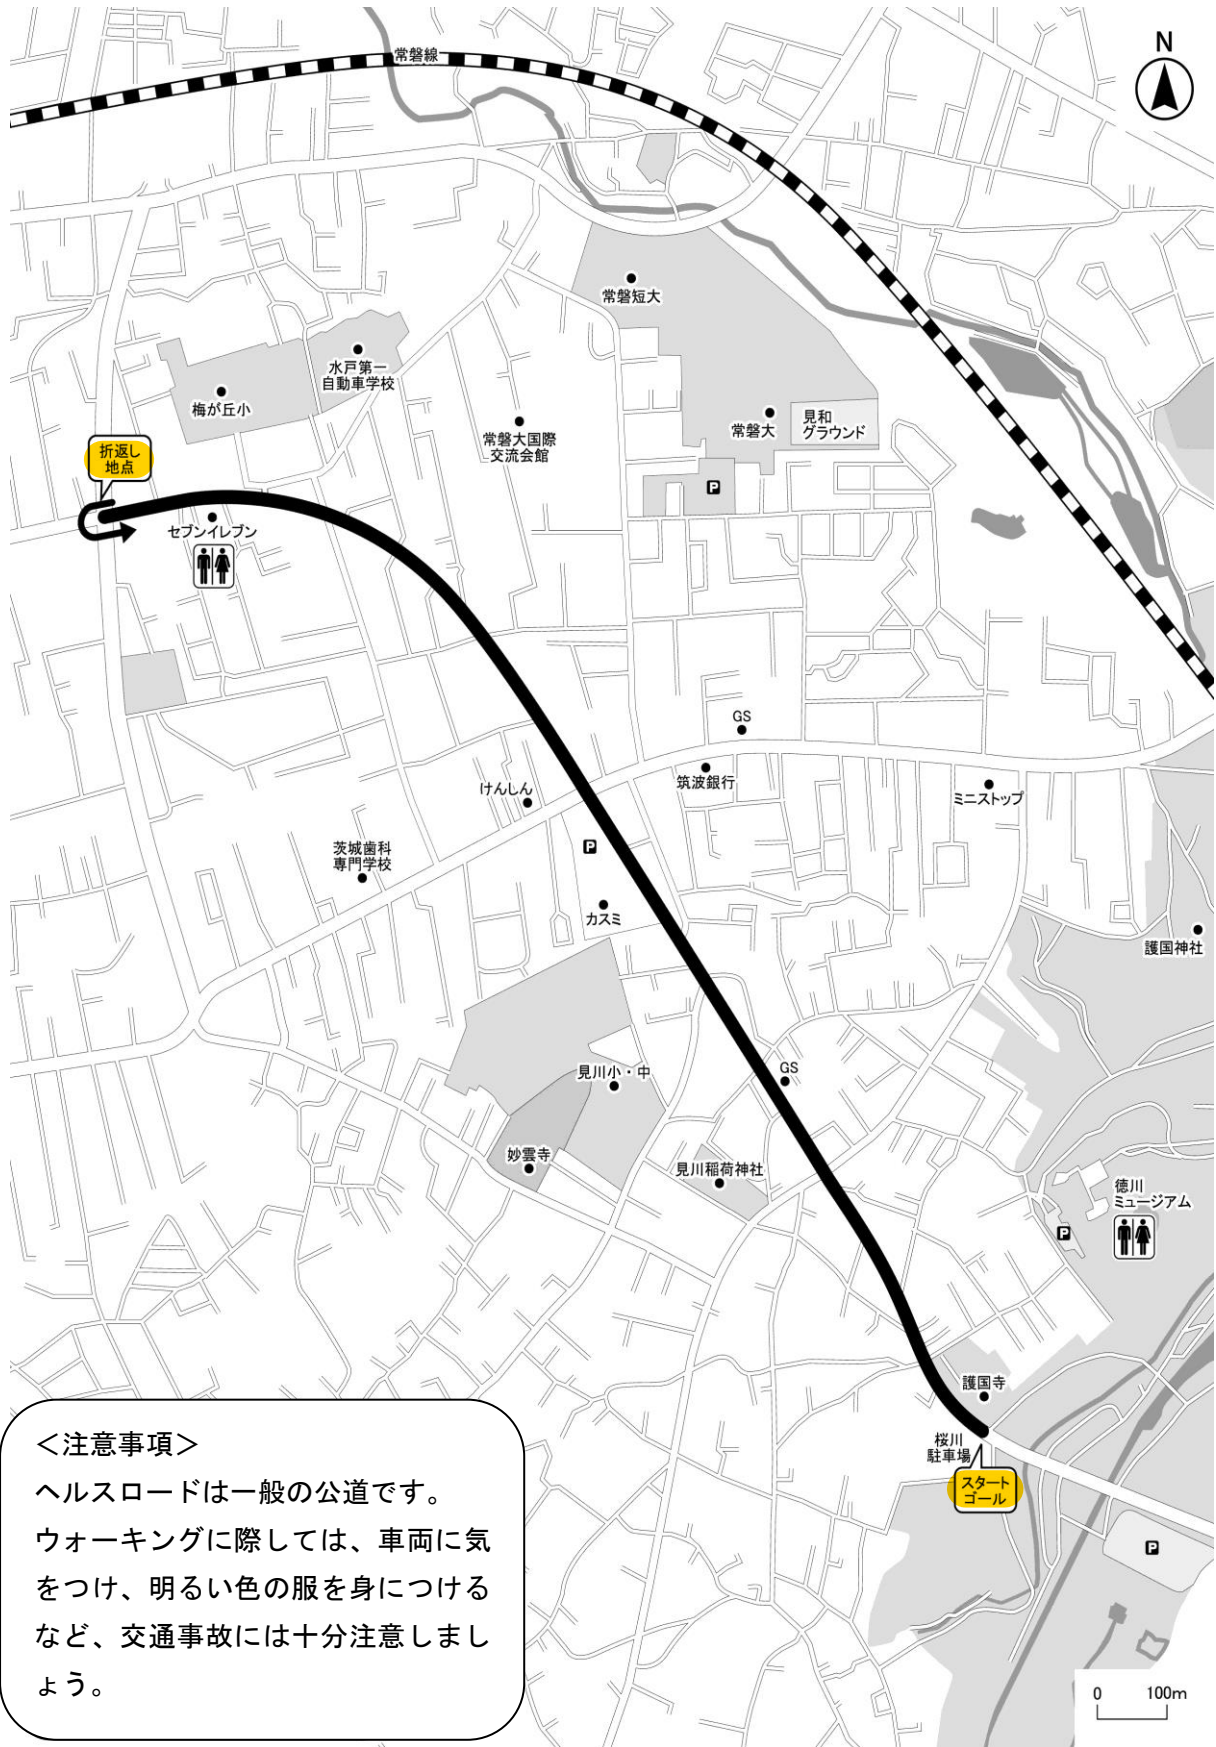 常磐線
N
常磐短大
水戸第一
自動車学校
梅が丘小
常磐大
見和
グラウンド
常磐大国際
交流会館
折返し
地点
P
セブンイレブン
GS
筑波銀行
けんしん
ミニストップ
P
茨城歯科
専門学校
カスミ
護国神社
見川小・中
GS
妙雲寺
見川稲荷神社
徳川
ミュージアム
P
護国寺
桜川
駐車場
スタート
ゴール
P
<注意事項>
ヘルスロードは一般の公道です。
ウォーキングに際しては、車両に気
をつけ、明るい色の服を身につける
など、交通事故には十分注意しまし
ょう。
0 100m